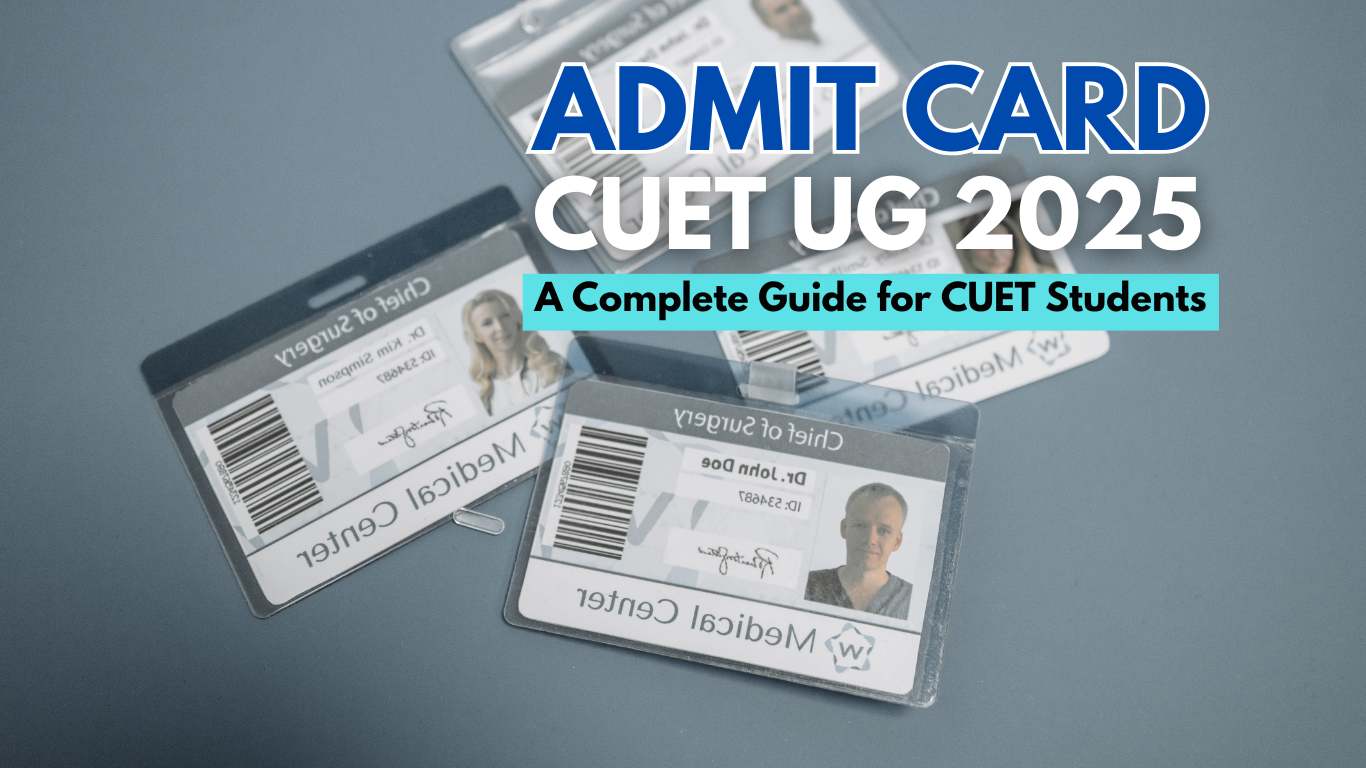 ADMIT CARD
CUET UG 2025
A Complete Guide for CUET Students
Chief of Surgery
Dr. Kim Simpson
ID: 534687
Medical Center
Chief of Surgery
Dr. John Doe
ID: 534687
Medical Center
W
Medical
W